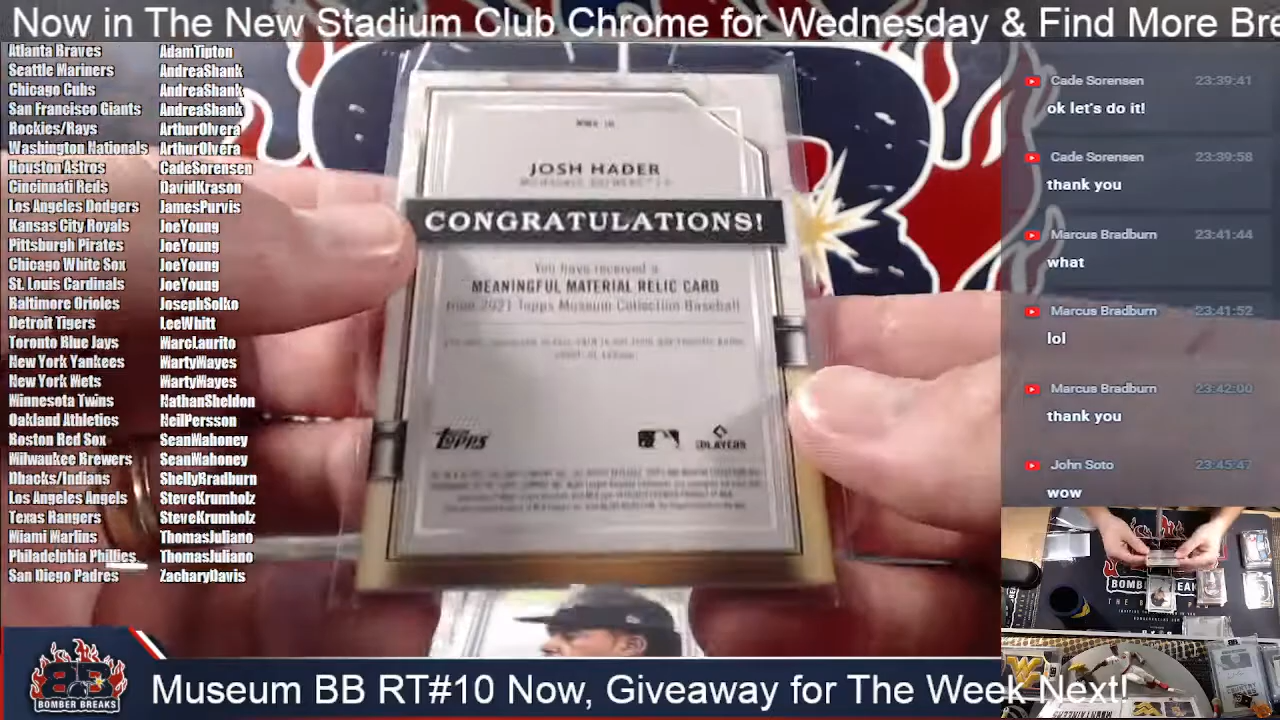 Now in The New Stadium Club Chrome for Wednesday & Find More Bre
Atlanta Braves AdamTipton
Seattle Mariners AndreaShank
Chicago Cubs AndreaShank
San Francisco Giants AndreaShank
Rockies/Rays ArthurOlvera
Washington Nationals ArthurOlvera
Houston Astros CadeSorensen
Cincinnati Reds DavidKrason
Los Angeles Dodgers JamesPurvis
Kansas City Royals JoeYoung
Pittsburgh Pirates JoeYoung
Chicago White Sox JoeYoung
St. Louis Cardinals JoeYoung
Baltimore Orioles JosephSolko
Detroit Tigers LeeWhitt
Toronto Blue Jays MarcLaurito
New York Yankees MartyMayes
New York Mets MartyMayes
Minnesota Twins NathanSheldon
Oakland Athletics NeilPersson
Boston Red Sox SeanMahoney
Milwaukee Brewers SeanMahoney
Dbacks/Indians ShellyBradburn
Los Angeles Angels SteveKrumholz
Texas Rangers SteveKrumholz
Miami Marlins ThomasJuliano
Philadelphia Phillies ThomasJuliano
San Diego Padres ZacharyDavis
JOSH HADER
CONGRATULATIONS!
You have received a
MEANINGFUL MATERIAL RELIC CARD
from 2021 Topps Museum Collection Baseball
Topps
PLAYERS
Cade Sorensen 23:39:41
ok let's do it!
Cade Sorensen 23:39:58
thank you
Marcus Bradburn 23:41:44
what
Marcus Bradburn 23:41:52
lol
Marcus Bradburn 23:42:00
thank you
John Soto 23:45:47
wow
BB
BOMBER BREAKS
Museum BB RT#10 Now, Giveaway for The Week Next!